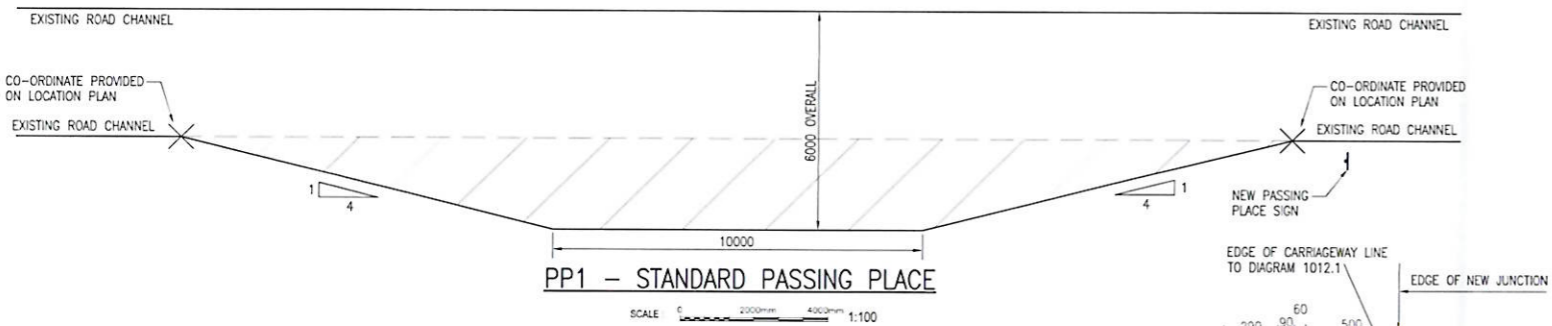 EXISTING ROAD CHANNEL
EXISTING ROAD CHANNEL
CO-ORDINATE PROVIDED
ON LOCATION PLAN
CO-ORDINATE PROVIDED
ON LOCATION PLAN
EXISTING ROAD CHANNEL
EXISTING ROAD CHANNEL
6000 OVERALL
1
4
1
4
NEW PASSING
PLACE SIGN
10000
PP1 – STANDARD PASSING PLACE
SCALE 0 2000mm 4000mm 1:100
EDGE OF CARRIAGEWAY LINE
TO DIAGRAM 1012.1
EDGE OF NEW JUNCTION
60
90
500